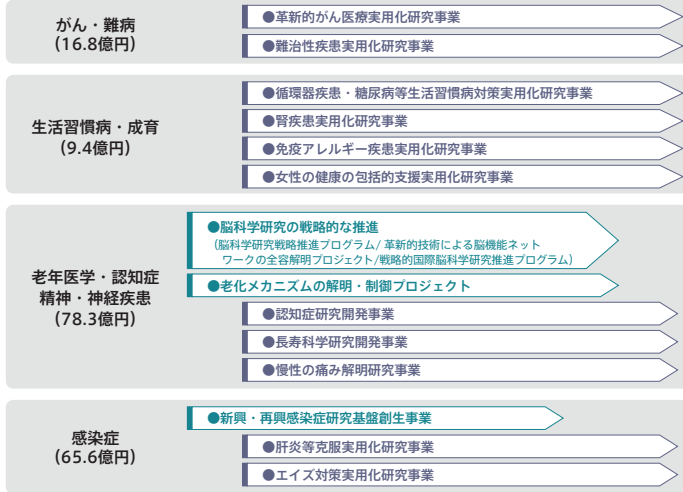 がん・難病
（16.8億円）
●革新的がん医療実用化研究事業
●難治性疾患実用化研究事業
生活習慣病・成育
（9.4億円）
●循環器疾患・糖尿病等生活習慣病対策実用化研究事業
●腎疾患実用化研究事業
●免疫アレルギー疾患実用化研究事業
●女性の健康の包括的支援実用化研究事業
老年医学・認知症
精神・神経疾患
（78.3億円）
●脳科学研究の戦略的な推進
（脳科学研究戦略推進プログラム/ 革新的技術による脳機能ネット
ワークの全容解明プロジェクト/戦略的国際脳科学研究推進プログラム）
●老化メカニズムの解明・制御プロジェクト
●認知症研究開発事業
●長寿科学研究開発事業
●慢性の痛み解明研究事業
感染症
（65.6億円）
●新興・再興感染症研究基盤創生事業
●肝炎等克服実用化研究事業
●エイズ対策実用化研究事業